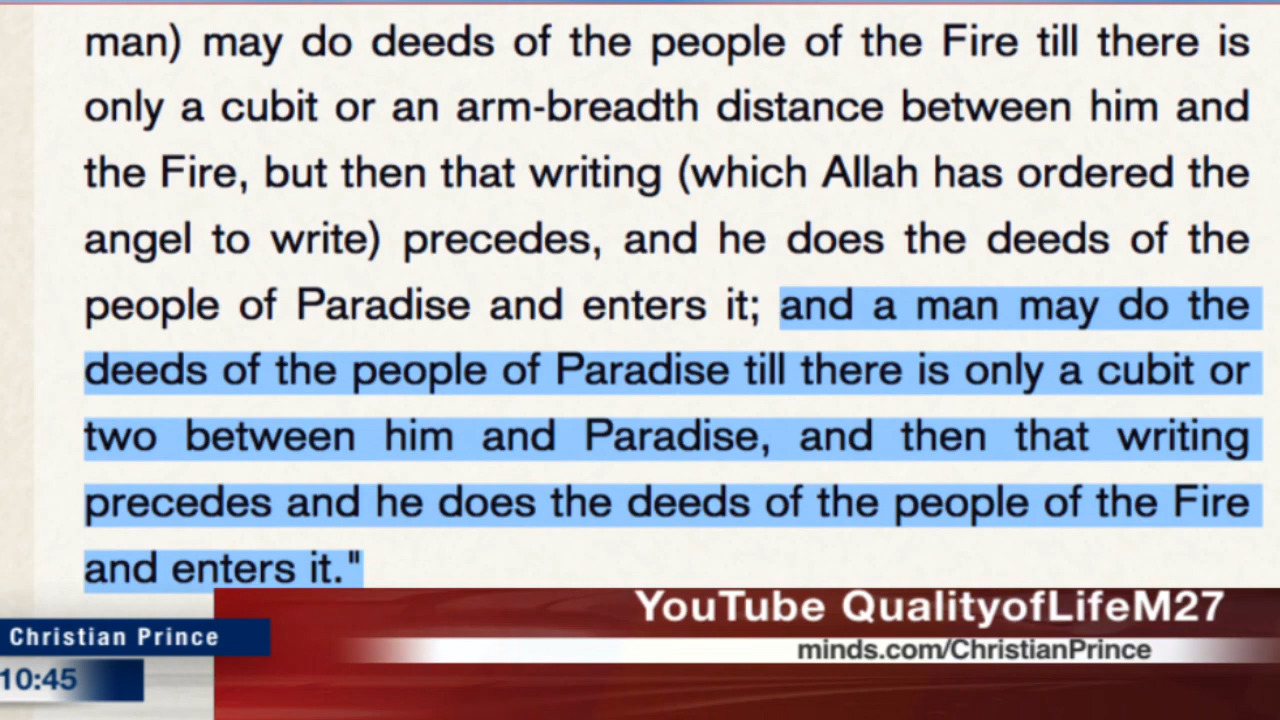 man) may do deeds of the people of the Fire till there is
only a cubit or an arm-breadth distance between him and
the Fire, but then that writing (which Allah has ordered the
angel to write) precedes, and he does the deeds of the
people of Paradise and enters it; and a man may do the
deeds of the people of Paradise till there is only a cubit or
two between him and Paradise, and then that writing
precedes and he does the deeds of the people of the Fire
and enters it."
YouTube QualityofLifeM27
Christian Prince
minds.com/ChristianPrince
10:45